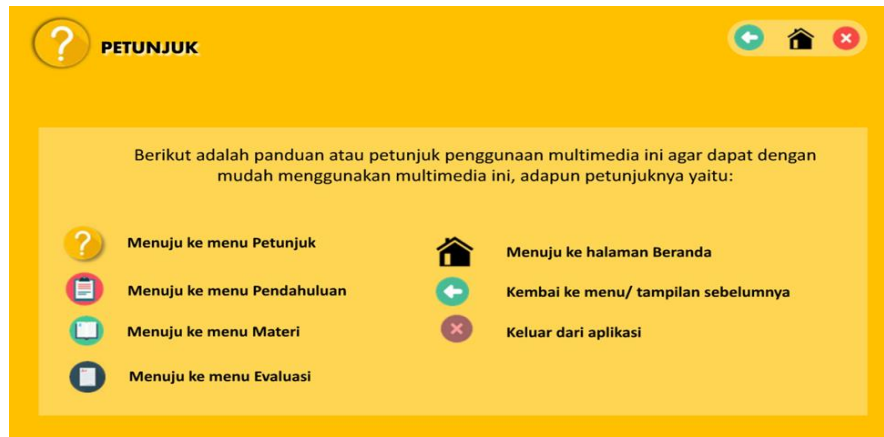 PETUNJUK
Berikut adalah panduan atau petunjuk penggunaan multimedia ini agar dapat dengan
mudah menggunakan multimedia ini, adapun petunjuknya yaitu:
Menuju ke menu Petunjuk
Menuju ke menu Pendahuluan
Menuju ke menu Materi
Menuju ke menu Evaluasi
Menuju ke halaman Beranda
Kembai ke menu/ tampilan sebelumnya
Keluar dari aplikasi